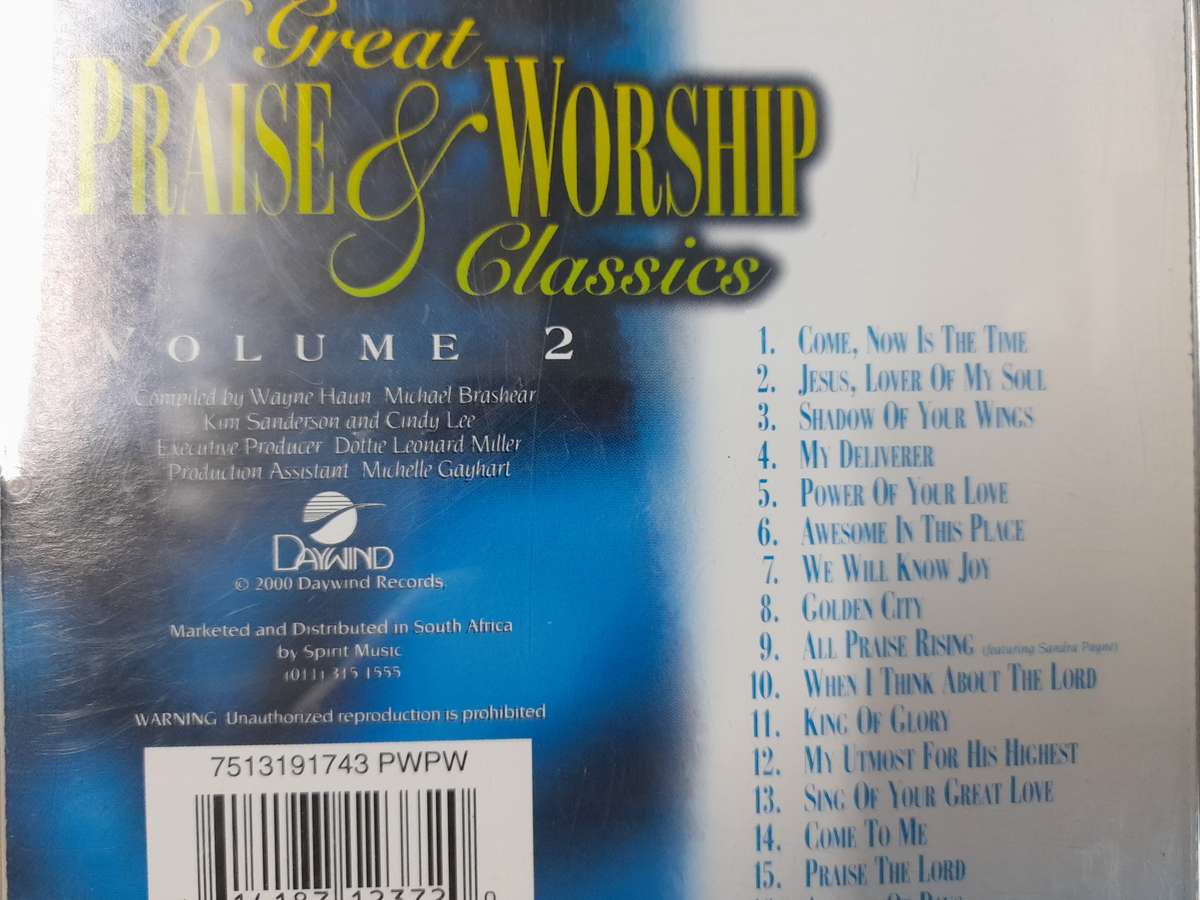 16 Great
PRAISE & WORSHIP
Classics
VOLUME 2
Compiled by Wayne Haun Michael Brashear
Kim Sanderson and Cindy Lee
Executive Producer Dottie Leonard Miller
Production Assistant Michelle Gayhart
DAYWIND
© 2000 Daywind Records.
Marketed and Distributed in South Africa
by Spirit Music
(011) 315 1555
WARNING Unauthorized reproduction is prohibited
7513191743 PWPW
1. COME, NOW IS THE TIME
2. JESUS, LOVER OF MY SOUL
3. SHADOW OF YOUR WINGS
4. MY DELIVERER
5. POWER OF YOUR LOVE
6. AWESOME IN THIS PLACE
7. WE WILL KNOW JOY
8. GOLDEN CITY
9. ALL PRAISE RISING (featuring Sandra Payne)
10. WHEN I THINK ABOUT THE LORD
11. KING OF GLORY
12. MY UTMOST FOR HIS HIGHEST
13. SING OF YOUR GREAT LOVE
14. COME TO ME
15. PRAISE THE LORD